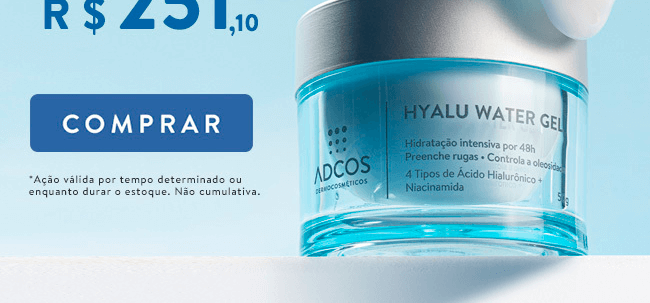 R$ 251,10
COMPRAR
*Ação válida por tempo determinado ou
enquanto durar o estoque. Não cumulativa.
HYALU WATER GEL
Hidratação intensiva por 48h
Preenche rugas • Controla a oleosidad
4 Tipos de Ácido Hialurônico +
Niacinamida
ADCOS
DERMOCOSMÉTICOS